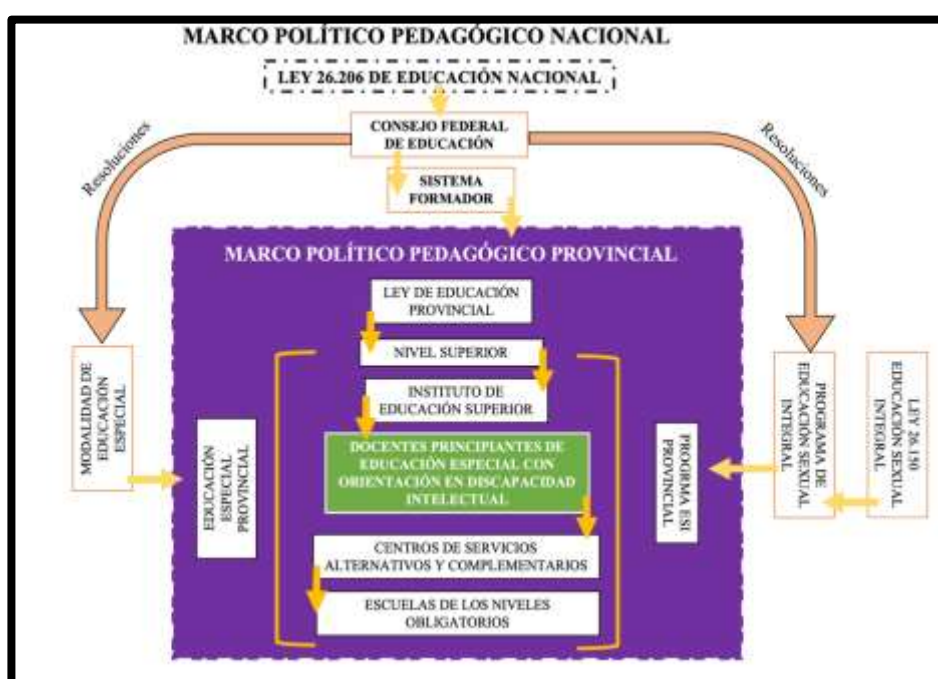 MARCO POLÍTICO PEDAGÓGICO NACIONAL
LEY 26.206 DE EDUCACIÓN NACIONAL
CONSEJO FEDERAL
DE EDUCACIÓN
Resoluciones
Resoluciones
SISTEMA
FORMADOR
MARCO POLÍTICO PEDAGÓGICO PROVINCIAL
LEY DE EDUCACIÓN
PROVINCIAL
NIVEL SUPERIOR
INSTITUTO DE
EDUCACIÓN SUPERIOR
DOCENTES PRINCIPIANTES DE
EDUCACIÓN ESPECIAL CON
ORIENTACIÓN EN DISCAPACIDAD
INTELECTUAL
CENTROS DE SERVICIOS
ALTERNATIVOS Y COMPLEMENTARIOS
ESCUELAS DE LOS NIVELES
OBLIGATORIOS
MODALIDAD DE
EDUCACIÓN
ESPECIAL
EDUCACIÓN
ESPECIAL
PROVINCIAL
PROGRMA ESI
PROVINCIAL
PROGRAMA DE
EDUCACIÓN SEXUAL
INTEGRAL
LEY 26.150
EDUCACIÓN SEXUAL
INTEGRAL